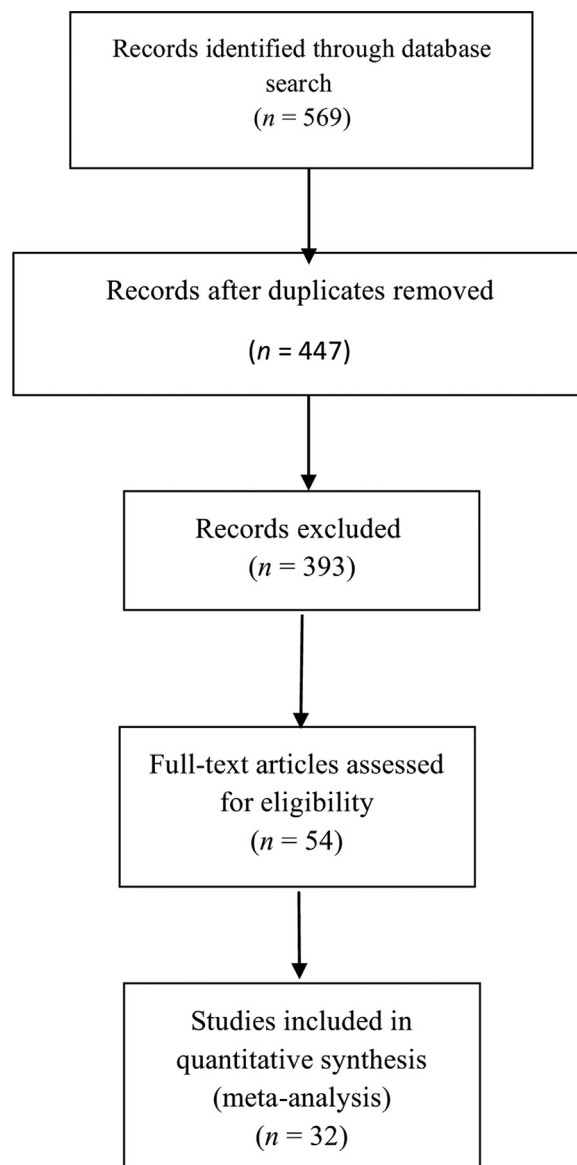 Records identified through database
search
(n = 569)
Records after duplicates removed
(n = 447)
Records excluded
(n = 393)
Full-text articles assessed
for eligibility
(n = 54)
Studies included in
quantitative synthesis
(meta-analysis)
(n = 32)